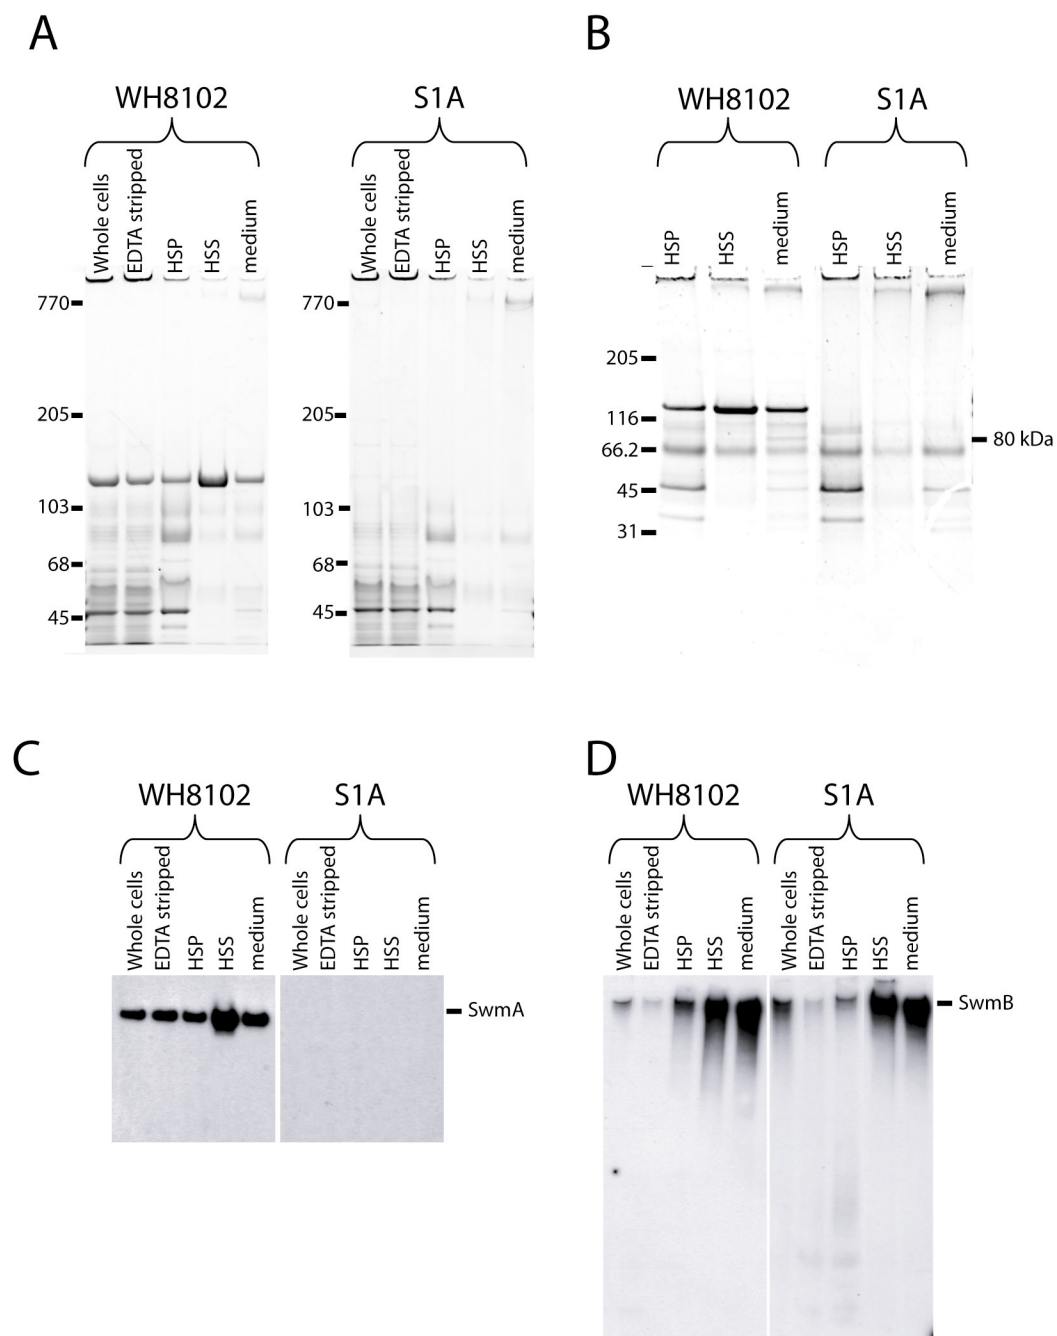 A
WH8102
S1A
Whole cells
EDTA stripped
HSP
HSS
medium
Whole cells
EDTA stripped
HSP
HSS
medium
770
205
103
68
45
770
205
103
68
45
B
WH8102
S1A
HSP
HSS
medium
HSP
HSS
medium
205
116
66.2
45
31
80 kDa
C
WH8102
S1A
Whole cells
EDTA stripped
HSP
HSS
medium
Whole cells
EDTA stripped
HSP
HSS
medium
SwmA
D
WH8102
S1A
Whole cells
EDTA stripped
HSP
HSS
medium
Whole cells
EDTA stripped
HSP
HSS
medium
SwmB